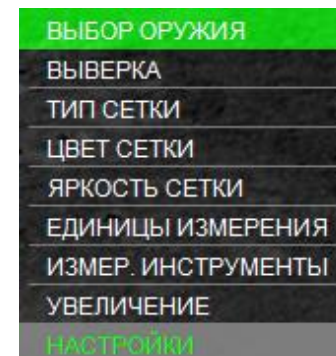 ВЫБОР ОРУЖИЯ
ВЫВЕРКА
ТИП СЕТКИ
ЦВЕТ СЕТКИ
ЯРКОСТЬ СЕТКИ
ЕДИНИЦЫ ИЗМЕРЕНИЯ
ИЗМЕР. ИНСТРУМЕНТЫ
УВЕЛИЧЕНИЕ
НАСТРОЙКИ